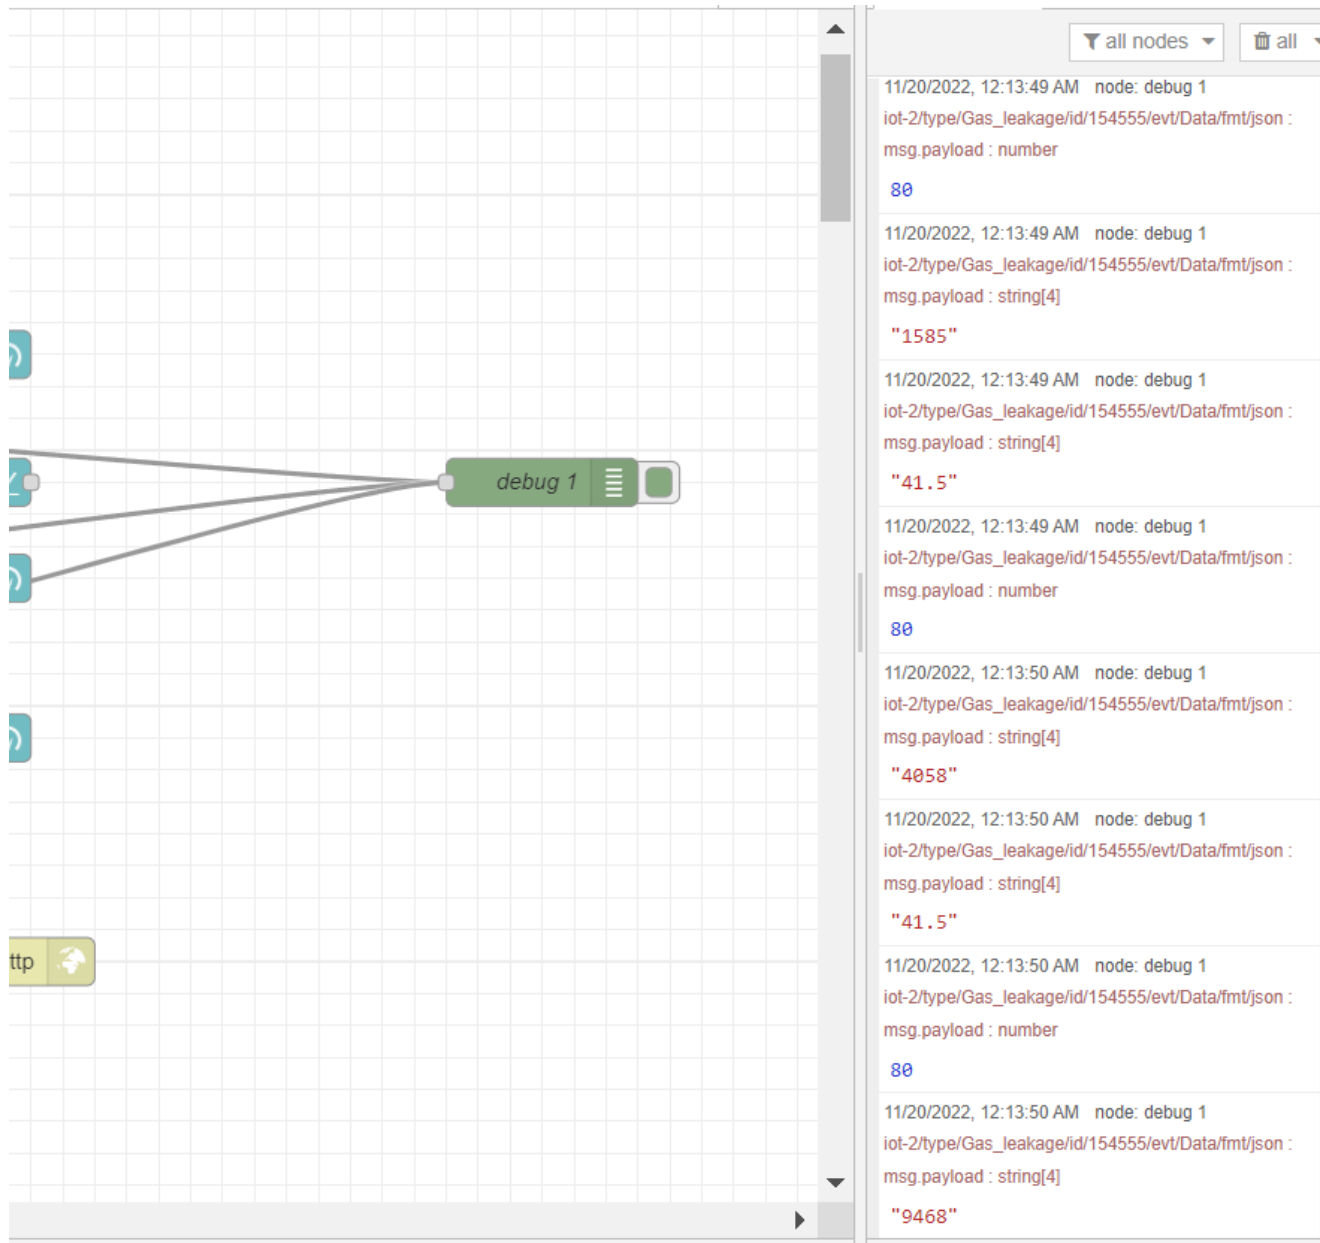 all nodes
all
11/20/2022, 12:13:49 AM node: debug 1
iot-2/type/Gas_leakage/id/154555/evt/Data/fmt/json :
msg.payload : number
80
11/20/2022, 12:13:49 AM node: debug 1
iot-2/type/Gas_leakage/id/154555/evt/Data/fmt/json :
msg.payload : string[4]
"1585"
11/20/2022, 12:13:49 AM node: debug 1
iot-2/type/Gas_leakage/id/154555/evt/Data/fmt/json :
msg.payload : string[4]
"41.5"
11/20/2022, 12:13:49 AM node: debug 1
iot-2/type/Gas_leakage/id/154555/evt/Data/fmt/json :
msg.payload : number
80
11/20/2022, 12:13:50 AM node: debug 1
iot-2/type/Gas_leakage/id/154555/evt/Data/fmt/json :
msg.payload : string[4]
"4058"
11/20/2022, 12:13:50 AM node: debug 1
iot-2/type/Gas_leakage/id/154555/evt/Data/fmt/json :
msg.payload : string[4]
"41.5"
11/20/2022, 12:13:50 AM node: debug 1
iot-2/type/Gas_leakage/id/154555/evt/Data/fmt/json :
msg.payload : number
80
11/20/2022, 12:13:50 AM node: debug 1
iot-2/type/Gas_leakage/id/154555/evt/Data/fmt/json :
msg.payload : string[4]
"9468"
debug 1
ttp